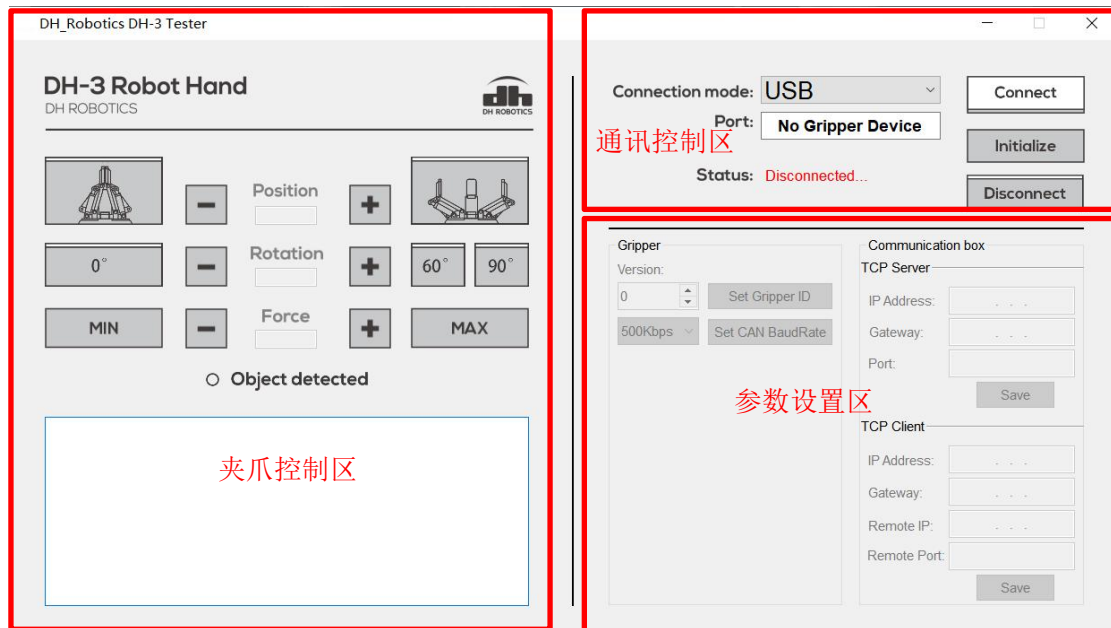 DH_Robotics DH-3 Tester
DH-3 Robot Hand
DH ROBOTICS
dh
DH ROBOTICS
Position
0°
Rotation
60°
90°
MIN
Force
MAX
Object detected
夹爪控制区
Connection mode:
USB
Connect
Port:
No Gripper Device
通讯控制区
Initialize
Status:
Disconnected...
Disconnect
Gripper
Version:
0
Set Gripper ID
500Kbps
Set CAN BaudRate
参数设置区
Communication box
TCP Server
IP Address:
. . .
Gateway:
. . .
Port:
Save
TCP Client
IP Address:
. . .
Gateway:
. . .
Remote IP:
. . .
Remote Port:
Save